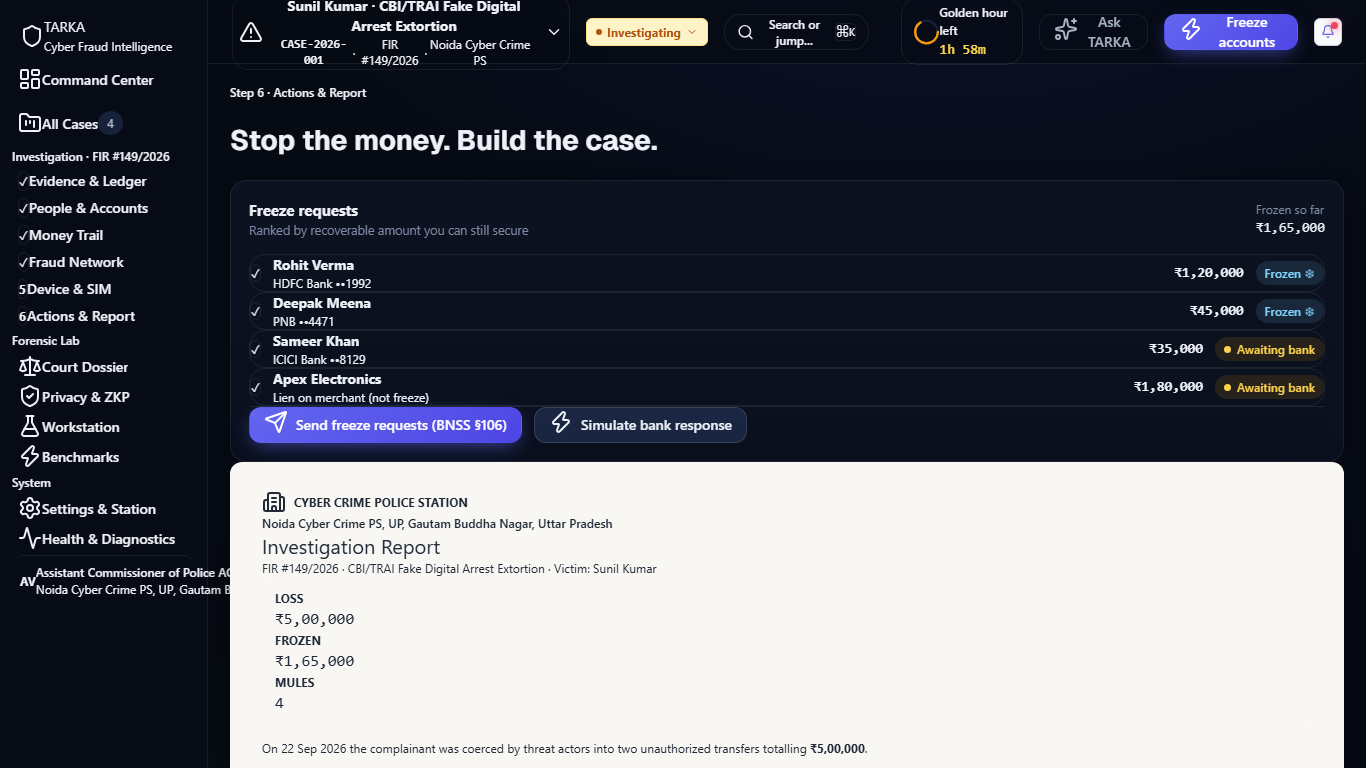 TARKA
Cyber Fraud Intelligence
Command Center
All Cases 4
Investigation · FIR #149/2026
✓Evidence & Ledger
✓People & Accounts
✓Money Trail
✓Fraud Network
5Device & SIM
6Actions & Report
Forensic Lab
Court Dossier
Privacy & ZKP
Workstation
Benchmarks
System
Settings & Station
Health & Diagnostics
AV
Assistant Commissioner of Police
Noida Cyber Crime PS, UP, Gautam
Sunil Kumar · CBI/TRAI Fake Digital
Arrest Extortion
CASE-2026-
001
·
FIR
#149/2026
·
Noida Cyber Crime
PS
Investigating
Search or
jump...
⌘K
Golden hour
left
1h 58m
Ask
TARKA
Freeze
accounts
Step 6 · Actions & Report
Stop the money. Build the case.
Freeze requests
Ranked by recoverable amount you can still secure
Frozen so far
₹1,65,000
✓ Rohit Verma
HDFC Bank ••1992
₹1,20,000 Frozen ❄
✓ Deepak Meena
PNB ••4471
₹45,000 Frozen ❄
✓ Sameer Khan
ICICI Bank ••8129
₹35,000 Awaiting bank
✓ Apex Electronics
Lien on merchant (not freeze)
₹1,80,000 Awaiting bank
Send freeze requests (BNSS §106)
Simulate bank response
CYBER CRIME POLICE STATION
Noida Cyber Crime PS, UP, Gautam Buddha Nagar, Uttar Pradesh
Investigation Report
FIR #149/2026 · CBI/TRAI Fake Digital Arrest Extortion · Victim: Sunil Kumar
LOSS
₹5,00,000
FROZEN
₹1,65,000
MULES
4
On 22 Sep 2026 the complainant was coerced by threat actors into two unauthorized transfers totalling ₹5,00,000.